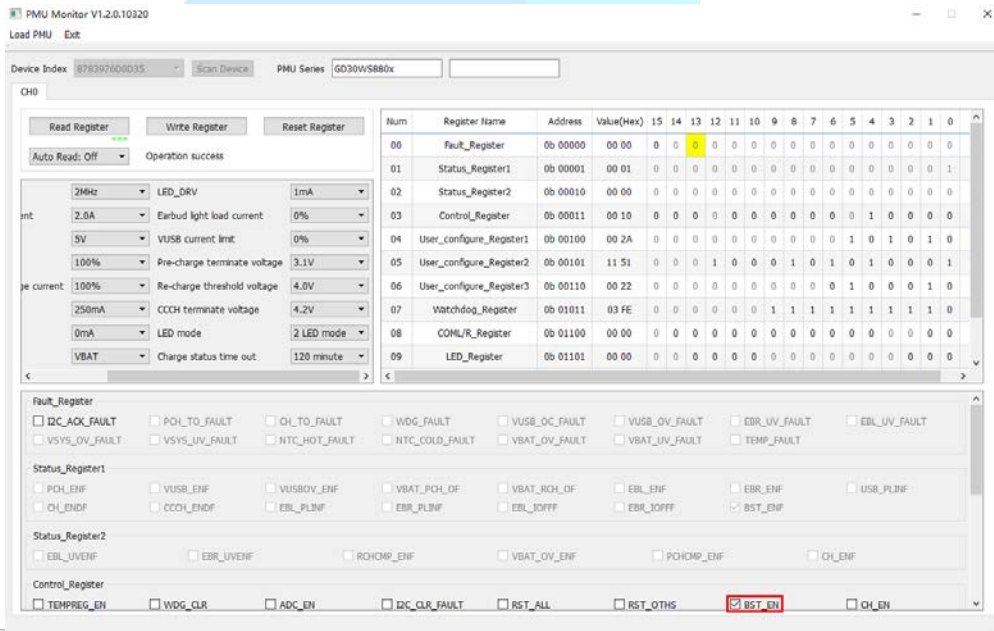 PMU Monitor V1.2.0.10320
Load PMU Exit
Device Index 8783976D0D35 Scan Device PMU Series GD30WS880x
CH0
Read Register Write Register Reset Register
Auto Read: Off Operation success
2MHz LED_DRV 1mA
ent 2.0A Earbud light load current 0%
5V VUSB current limit 0%
100% Pre-charge terminate voltage 3.1V
ge current 100% Re-charge threshold voltage 4.0V
250mA CCCH terminate voltage 4.2V
0mA LED mode 2 LED mode
VBAT Charge status time out 120 minute
Num Register Name Address Value(Hex) 15 14 13 12 11 10 9 8 7 6 5 4 3 2 1 0
00 Fault_Register 0b 00000 00 00 0 0 0 0 0 0 0 0 0 0 0 0 0 0 0 0
01 Status_Register1 0b 00001 00 01 0 0 0 0 0 0 0 0 0 0 0 0 0 0 0 1
02 Status_Register2 0b 00010 00 00 0 0 0 0 0 0 0 0 0 0 0 0 0 0 0 0
03 Control_Register 0b 00011 00 10 0 0 0 0 0 0 0 0 0 0 0 1 0 0 0 0
04 User_configure_Register1 0b 00100 00 2A 0 0 0 0 0 0 0 0 0 0 1 0 1 0 1 0
05 User_configure_Register2 0b 00101 11 51 0 0 0 1 0 0 0 1 0 1 0 1 0 0 0 1
06 User_configure_Register3 0b 00110 00 22 0 0 0 0 0 0 0 0 0 0 1 0 0 0 1 0
07 Watchdog_Register 0b 01011 03 FE 0 0 0 0 0 0 1 1 1 1 1 1 1 1 1 0
08 COML/R_Register 0b 01100 00 00 0 0 0 0 0 0 0 0 0 0 0 0 0 0 0 0
09 LED_Register 0b 01101 00 00 0 0 0 0 0 0 0 0 0 0 0 0 0 0 0 0
Fault_Register
I2C_ACK_FAULT PCH_TO_FAULT CH_TO_FAULT WDG_FAULT VUSB_OC_FAULT VUSB_OV_FAULT EBR_UV_FAULT EBL_UV_FAULT
VSYS_OV_FAULT VSYS_UV_FAULT NTC_HOT_FAULT NTC_COLD_FAULT VBAT_OV_FAULT VBAT_UV_FAULT TEMP_FAULT
Status_Register1
PCH_ENF VUSB_ENF VUSBOV_ENF VBAT_PCH_OF VBAT_RCH_OF EBL_ENF EBR_ENF USB_PLINF
CH_ENDF CCCH_ENDF EBL_PLINF EBR_PLINF EBL_IOFFF EBR_IOFFF BST_ENF
Status_Register2
EBL_UVENF EBR_UVENF RCHCMP_ENF VBAT_OV_ENF PCHCMP_ENF CH_ENF
Control_Register
TEMPREG_EN WDG_CLR ADC_EN I2C_CLR_FAULT RST_ALL RST_OTHS BST_EN CH_EN